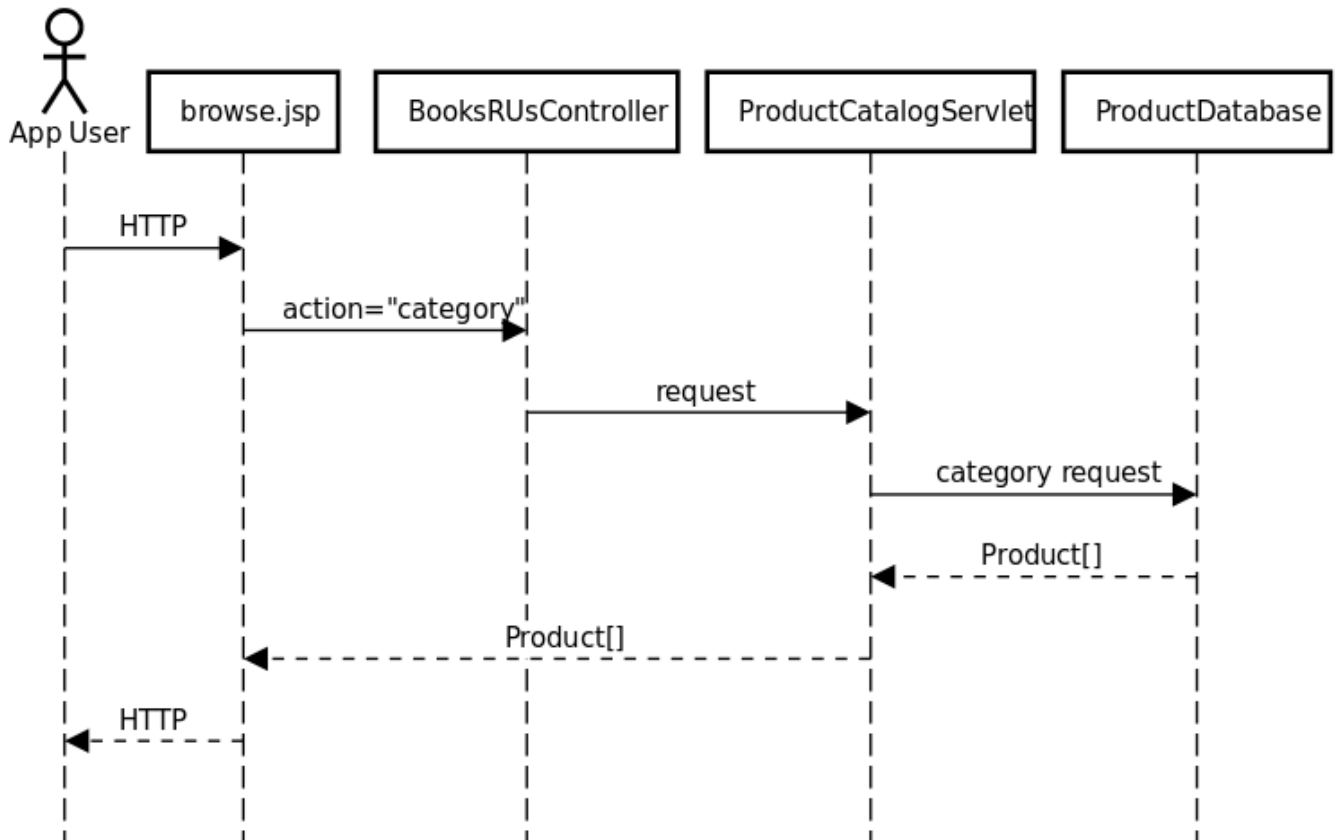 App User
browse.jsp
BooksRUsController
ProductCatalogServlet
ProductDatabase
HTTP
action="category"
request
category request
Product[]
Product[]
HTTP